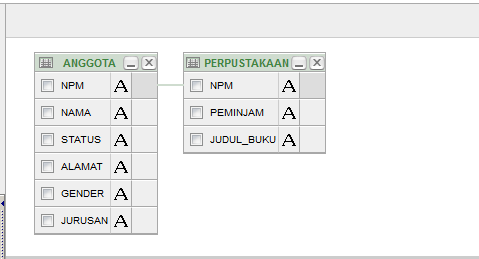 ANGGOTA
NPM A
NAMA A
STATUS A
ALAMAT A
GENDER A
JURUSAN A
PERPUSTAKAAN
NPM A
PEMINJAM A
JUDUL_BUKU A